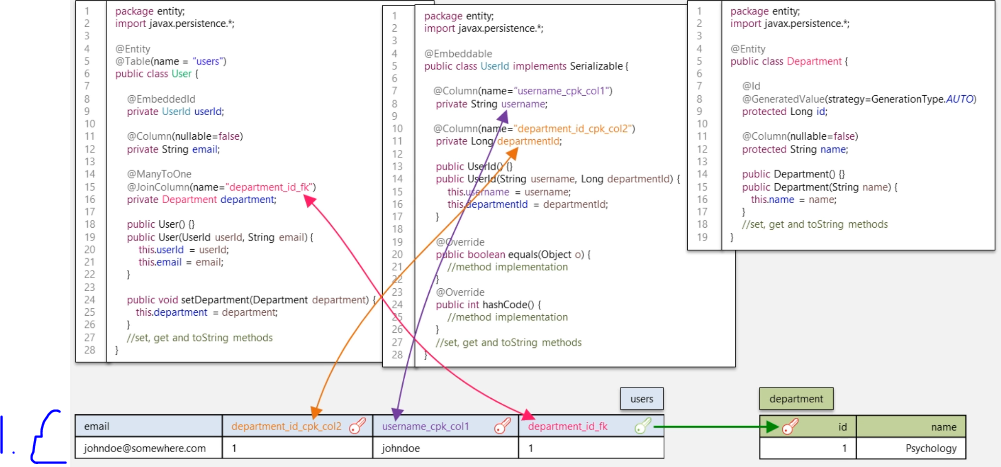 1 package entity;
2 import javax.persistence.*;
3
4 @Entity
5 @Table(name = "users")
6 public class User {
7
8 @EmbeddedId
9 private UserId userId;
10
11 @Column(nullable=false)
12 private String email;
13
14 @ManyToOne
15 @JoinColumn(name="department_id_fk")
16 private Department department;
17
18 public User() {}
19 public User(UserId userId, String email) {
20 this.userId = userId;
21 this.email = email;
22 }
23
24 public void setDepartment(Department department) {
25 this.department = department;
26 }
27 //set, get and toString methods
28 }
1 package entity;
2 import javax.persistence.*;
3
4 @Embeddable
5 public class UserId implements Serializable {
6
7 @Column(name="username_cpk_col1")
8 private String username;
9
10 @Column(name="department_id_cpk_col2")
11 private Long departmentId;
12
13 public UserId() {}
14 public UserId(String username, Long departmentId) {
15 this.username = username;
16 this.departmentId = departmentId;
17 }
18
19 @Override
20 public boolean equals(Object o) {
21 //method implementation
22 }
23 @Override
24 public int hashCode() {
25 //method implementation
26 }
27 //set, get and toString methods
28 }
1 package entity;
2 import javax.persistence.*;
3
4 @Entity
5 public class Department {
6
7 @Id
8 @GeneratedValue(strategy=GenerationType.AUTO)
9 protected Long id;
10
11 @Column(nullable=false)
12 protected String name;
13
14 public Department() {}
15 public Department(String name) {
16 this.name = name;
17 }
18 //set, get and toString methods
19 }
users
department
1.
email department_id_cpk_col2 username_cpk_col1 department_id_fk
johndoe@somewhere.com 1 johndoe 1
id name
1 Psychology